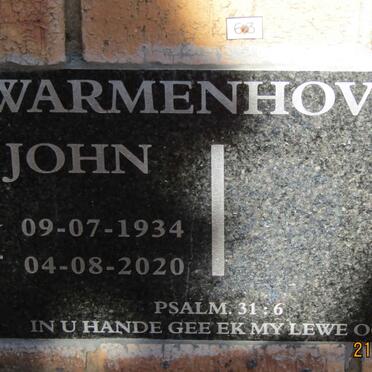 WARMENHOV
JOHN
09-07-1934
04-08-2020
PSALM. 31 : 6
IN U HANDE GEE EK MY LEWE O
21